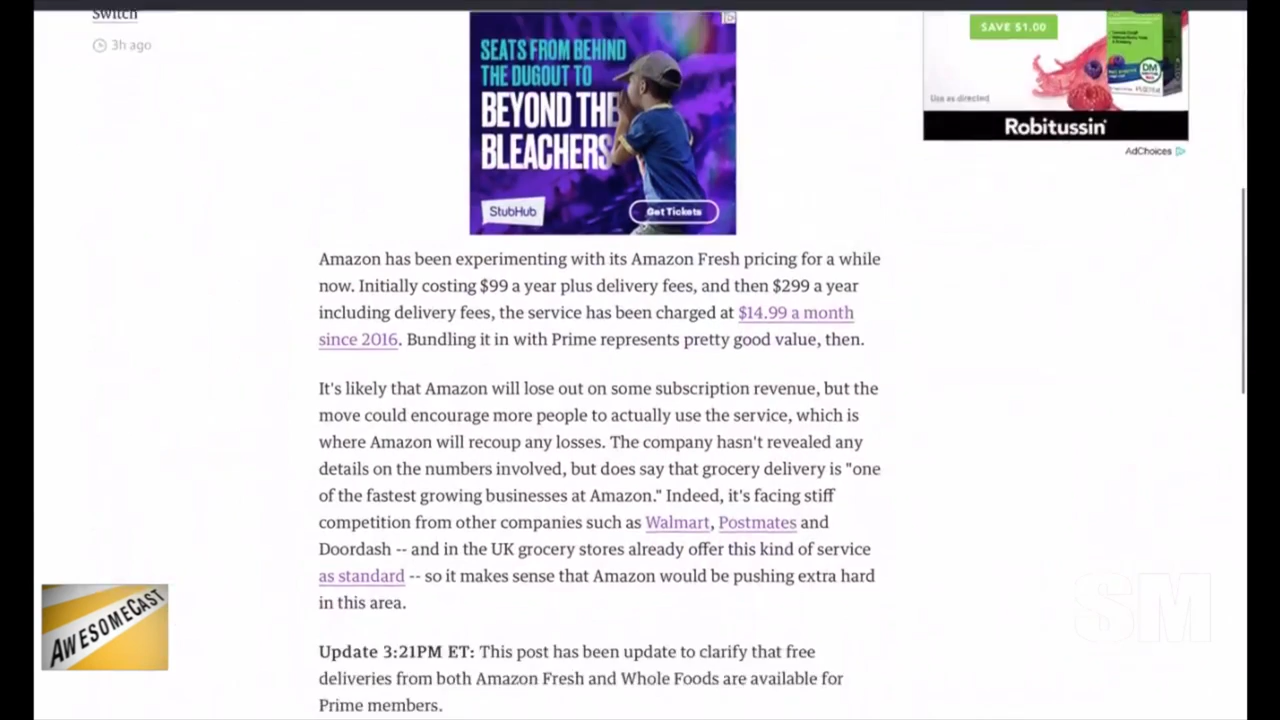 Switch
3h ago
SEATS FROM BEHIND
THE DUGOUT TO
BEYOND THE
BLEACHERS
StubHub
Get Tickets
SAVE $1.00
DM
Use as directed
Robitussin
AdChoices
Amazon has been experimenting with its Amazon Fresh pricing for a while
now. Initially costing $99 a year plus delivery fees, and then $299 a year
including delivery fees, the service has been charged at $14.99 a month
since 2016. Bundling it in with Prime represents pretty good value, then.
It's likely that Amazon will lose out on some subscription revenue, but the
move could encourage more people to actually use the service, which is
where Amazon will recoup any losses. The company hasn't revealed any
details on the numbers involved, but does say that grocery delivery is "one
of the fastest growing businesses at Amazon." Indeed, it's facing stiff
competition from other companies such as Walmart, Postmates and
Doordash -- and in the UK grocery stores already offer this kind of service
as standard -- so it makes sense that Amazon would be pushing extra hard
in this area.
Update 3:21PM ET: This post has been update to clarify that free
deliveries from both Amazon Fresh and Whole Foods are available for
Prime members.
AWESOMECAST
SM